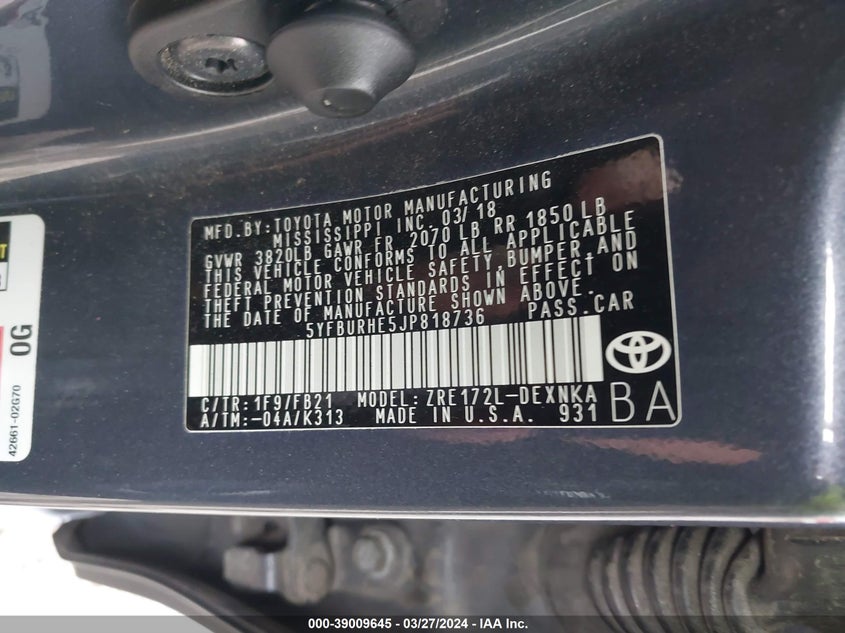 MFD.BY:TOYOTA MOTOR MANUFACTURING
MISSISSIPPI INC. 03/18
GVWR 3820LB GAWR FR 2070 LB RR 1850 LB
THIS VEHICLE CONFORMS TO ALL APPLICABLE
FEDERAL MOTOR VEHICLE SAFETY,BUMPER,AND
THEFT PREVENTION STANDARDS IN EFFECT ON
THE DATE OF MANUFACTURE SHOWN ABOVE.
5YFBURHE5JP818736 PASS.CAR
C/TR:1F9/FB21 MODEL:ZRE172L-DEXNKA
A/TM:-04A/K313 MADE IN U.S.A. 931
BA
OG
42661-02G70
000-39009645 - 03/27/2024 - IAA Inc.